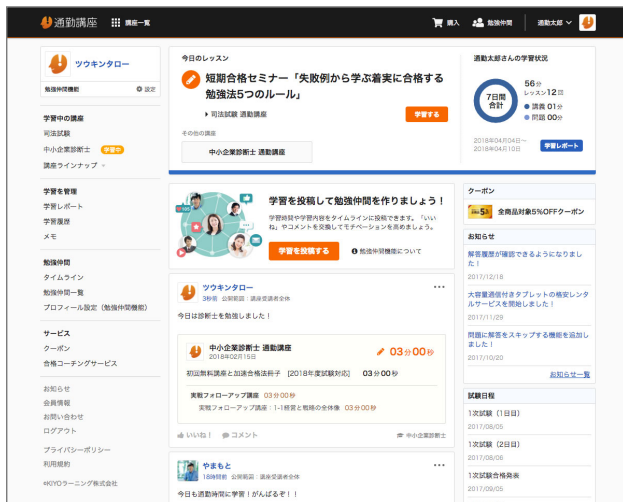 通勤講座
講座一覧
購入
勉強仲間
通勤太郎
ツウキンタロー
勉強仲間機能
設定
学習中の講座
司法試験
中小企業診断士
学習中
講座ラインナップ
学習を管理
学習レポート
学習履歴
メモ
勉強仲間
タイムライン
勉強仲間一覧
プロフィール設定（勉強仲間機能）
サービス
クーポン
合格コーチングサービス
お知らせ
会員情報
お問い合わせ
ログアウト
プライバシーポリシー
利用規約
©KIYOラーニング株式会社
今日のレッスン
短期合格セミナー「失敗例から学ぶ着実に合格する
勉強法5つのルール」
司法試験 通勤講座
学習する
その他の講座
中小企業診断士 通勤講座
通勤太郎さんの学習状況
7日間
合計
56分
レッスン12回
講義 01分
問題 00分
2018年04月04日〜
2018年04月10日
学習レポート
学習を投稿して勉強仲間を作りましょう！
学習時間や学習内容をタイムラインに投稿できます。「いい
ね」やコメントを交換してモチベーションを高めましょう。
学習を投稿する
勉強仲間機能について
ツウキンタロー
3秒前 公開範囲：講座受講者全体
今日は診断士を勉強しました！
中小企業診断士 通勤講座
2018年02月15日
03分00秒
初回無料講座と加速合格法冊子 [2018年度試験対応] 03分00秒
実戦フォローアップ講座 03分00秒
実戦フォローアップ講座：1-1経営と戦略の全体像 03分00秒
いいね！
コメント
中小企業診断士
やまもと
18時間前 公開範囲：講座受講者全体
今日も通勤時間に学習！がんばるぞ！！
クーポン
全商品対象5%OFFクーポン
お知らせ
解答履歴が確認できるようになりまし
た！
2017/12/18
大容量通信付きタブレットの格安レンタ
ルサービスを開始しました！
2017/11/29
問題に解答をスキップする機能を追加し
ました！
2017/10/20
お知らせ一覧
試験日程
1次試験（1日目）
2017/08/05
1次試験（2日目）
2017/08/06
1次試験合格発表
2017/09/05